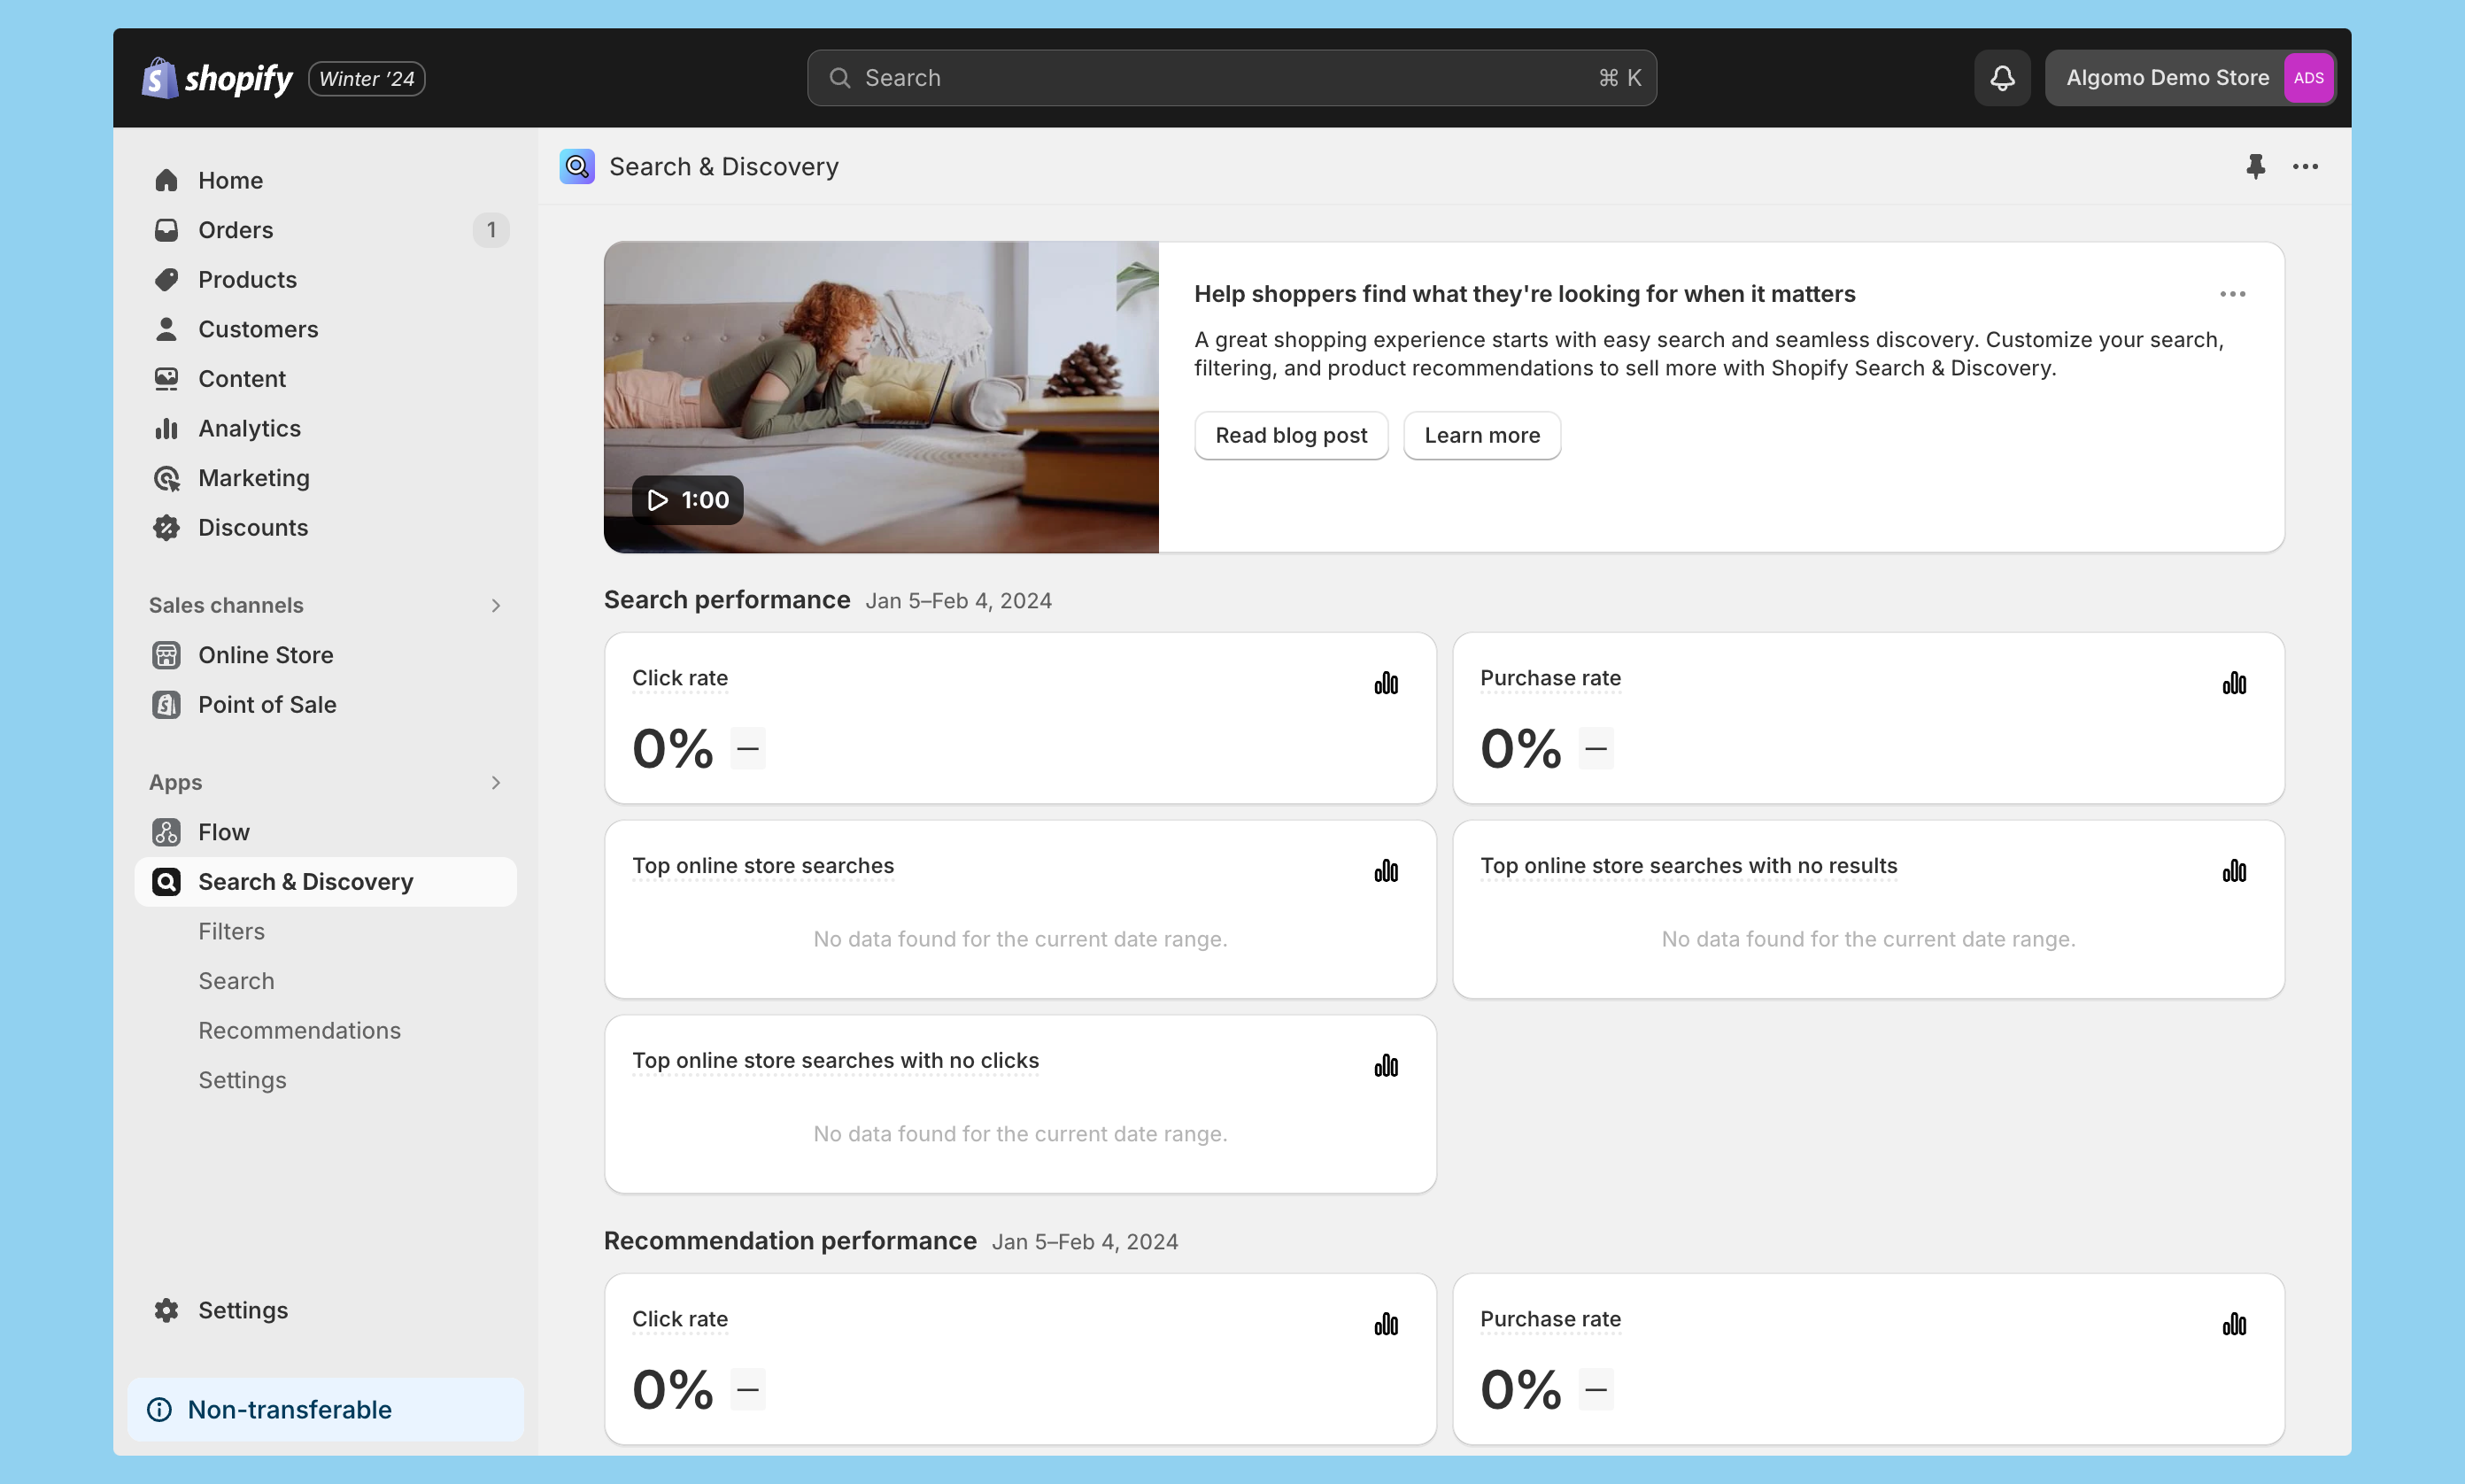 shopify Winter '24
Search ⌘ K
Algomo Demo Store ADS
Home
Orders 1
Products
Customers
Content
Analytics
Marketing
Discounts
Sales channels
Online Store
Point of Sale
Apps
Flow
Search & Discovery
Filters
Search
Recommendations
Settings
Settings
Non-transferable
Search & Discovery
1:00
Help shoppers find what they're looking for when it matters
A great shopping experience starts with easy search and seamless discovery. Customize your search,
filtering, and product recommendations to sell more with Shopify Search & Discovery.
Read blog post Learn more
Search performance Jan 5–Feb 4, 2024
Click rate
0% –
Purchase rate
0% –
Top online store searches
No data found for the current date range.
Top online store searches with no results
No data found for the current date range.
Top online store searches with no clicks
No data found for the current date range.
Recommendation performance Jan 5–Feb 4, 2024
Click rate
0% –
Purchase rate
0% –